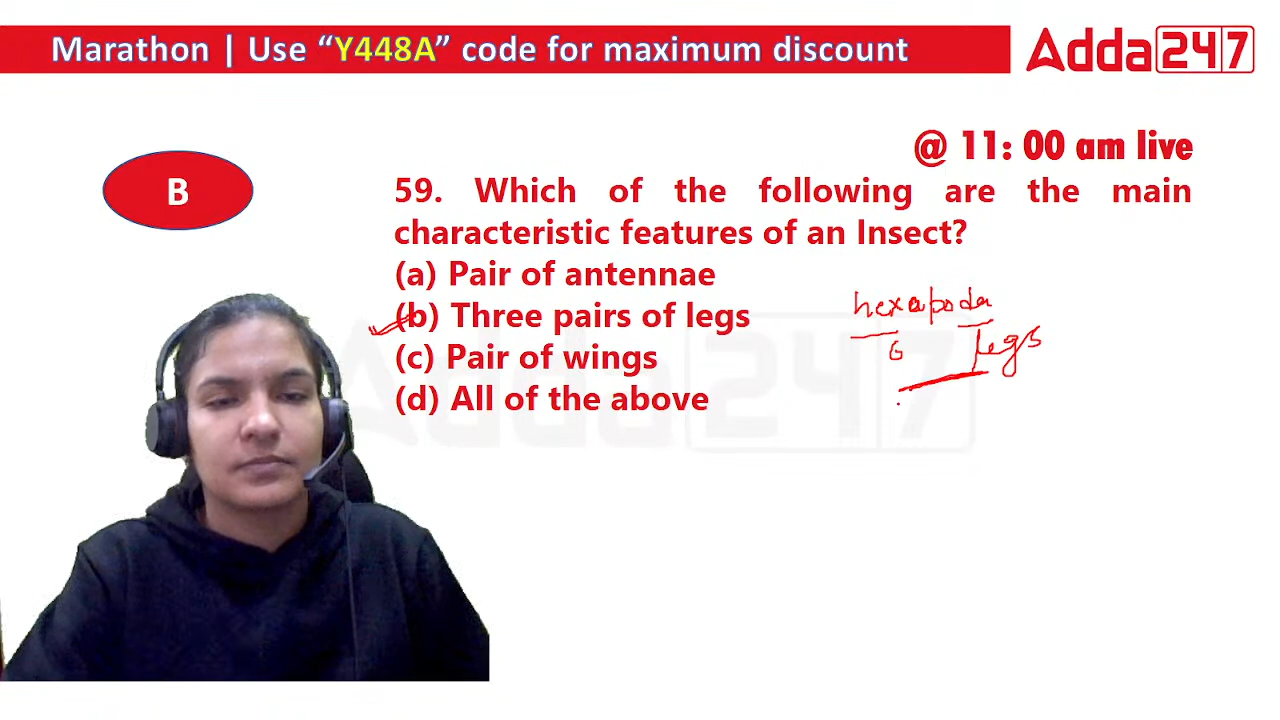 Marathon | Use “Y448A” code for maximum discount
Adda247
@ 11: 00 am live
B
59. Which of the following are the main
characteristic features of an Insect?
(a) Pair of antennae
(b) Three pairs of legs
(c) Pair of wings
(d) All of the above
hexapoda
6 legs
Adda247